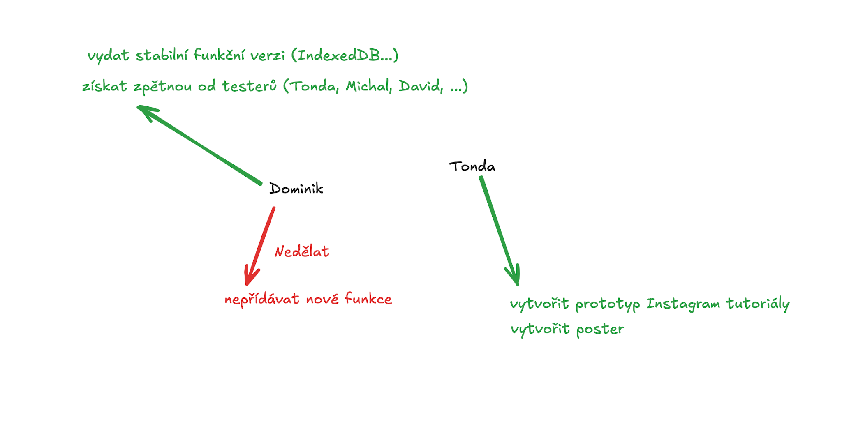 vydat stabilní funkční verzi (IndexedDB...)
získat zpětnou od testerů (Tonda, Michal, David, ...)
Tonda
Dominik
Nedělat
nepřidávat nové funkce
vytvořit prototyp Instagram tutoriály
vytvořit poster